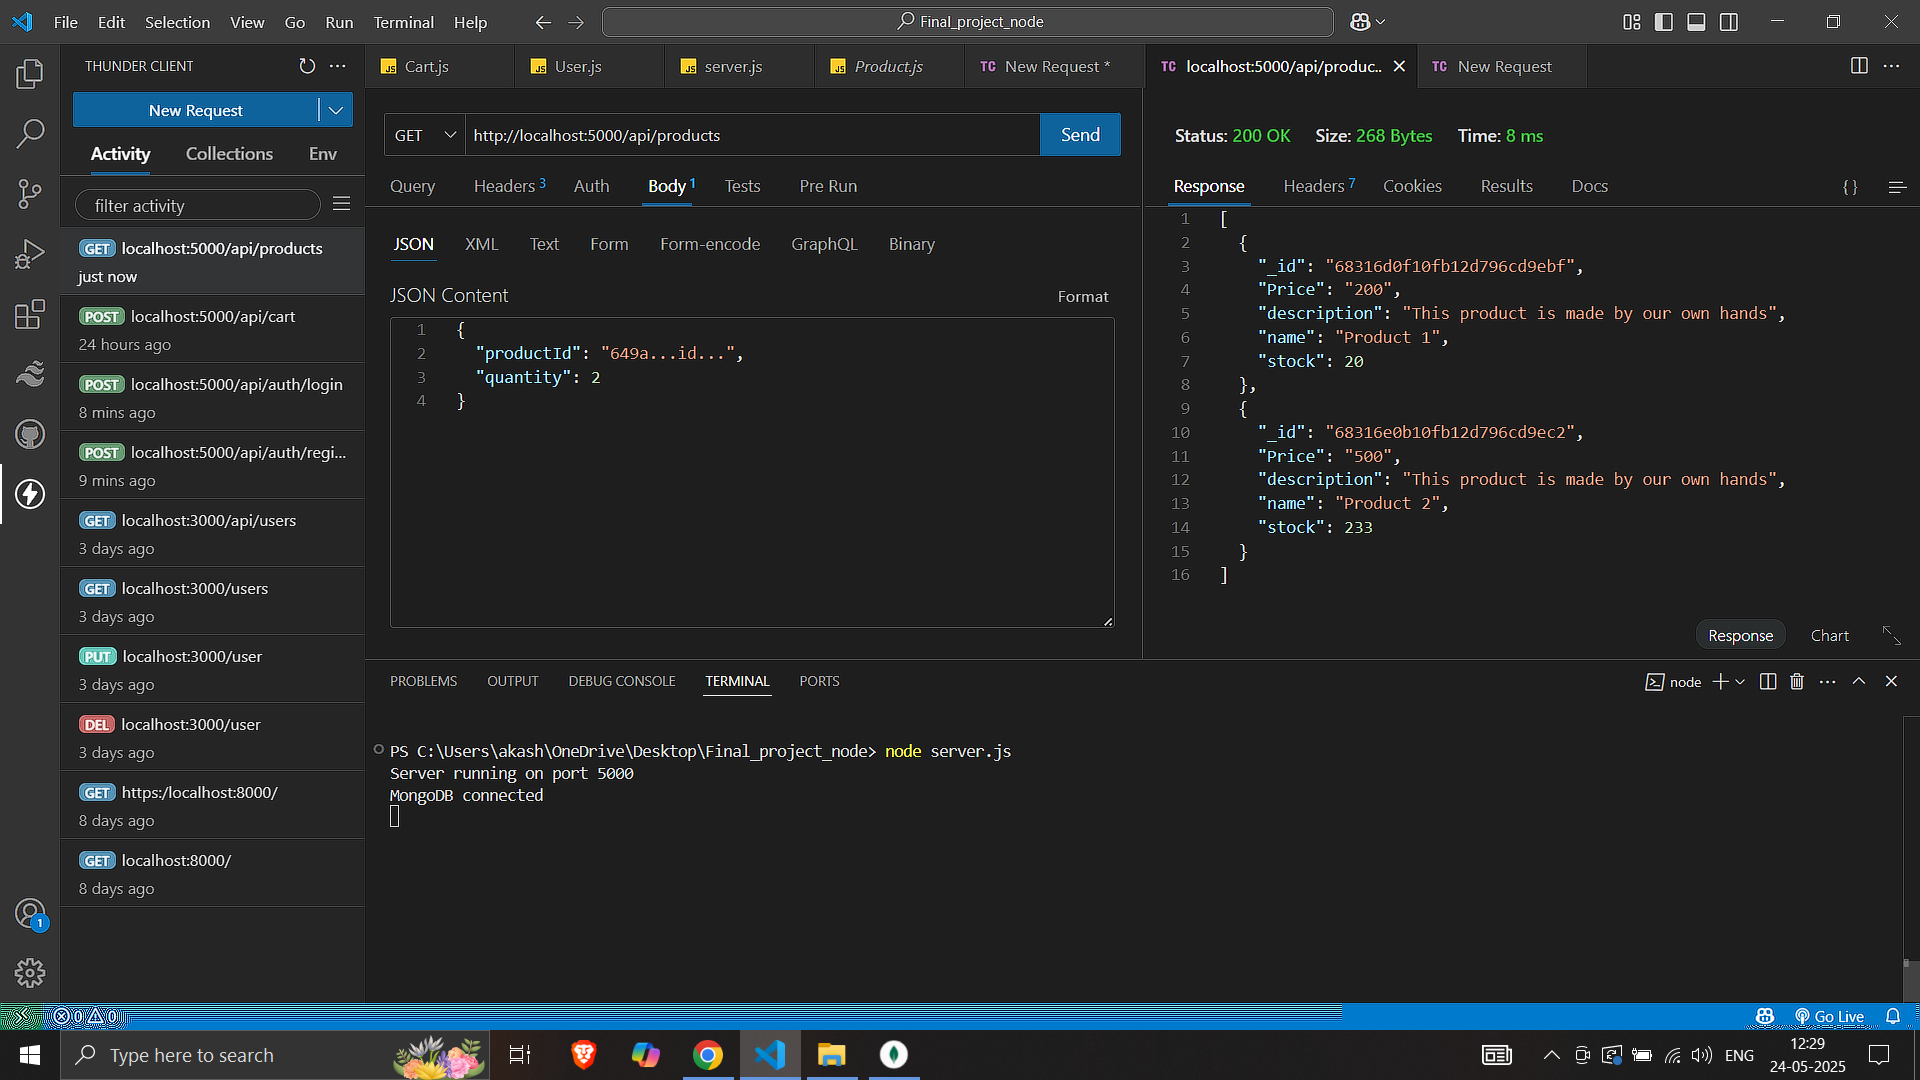 File Edit Selection View Go Run Terminal Help
Final_project_node
THUNDER CLIENT
New Request
Activity Collections Env
filter activity
GET localhost:5000/api/products
just now
POST localhost:5000/api/cart
24 hours ago
POST localhost:5000/api/auth/login
8 mins ago
POST localhost:5000/api/auth/regi...
9 mins ago
GET localhost:3000/api/users
3 days ago
GET localhost:3000/users
3 days ago
PUT localhost:3000/user
3 days ago
DEL localhost:3000/user
3 days ago
GET https:/localhost:8000/
8 days ago
GET localhost:8000/
8 days ago
1
JS Cart.js
JS User.js
JS server.js
JS Product.js
TC New Request *
TC localhost:5000/api/produc..
TC New Request
GET http://localhost:5000/api/products Send
Query Headers 3 Auth Body 1 Tests Pre Run
JSON XML Text Form Form-encode GraphQL Binary
JSON Content Format
1 {
2 "productId": "649a...id...",
3 "quantity": 2
4 }
Status: 200 OK Size: 268 Bytes Time: 8 ms
Response Headers 7 Cookies Results Docs {}
1 [
2 {
3 "_id": "68316d0f10fb12d796cd9ebf",
4 "Price": "200",
5 "description": "This product is made by our own hands",
6 "name": "Product 1",
7 "stock": 20
8 },
9 {
10 "_id": "68316e0b10fb12d796cd9ec2",
11 "Price": "500",
12 "description": "This product is made by our own hands",
13 "name": "Product 2",
14 "stock": 233
15 }
16 ]
Response Chart
PROBLEMS OUTPUT DEBUG CONSOLE TERMINAL PORTS
node
PS C:\Users\akash\OneDrive\Desktop\Final_project_node> node server.js
Server running on port 5000
MongoDB connected
0 0
Go Live
Type here to search
ENG
12:29
24-05-2025